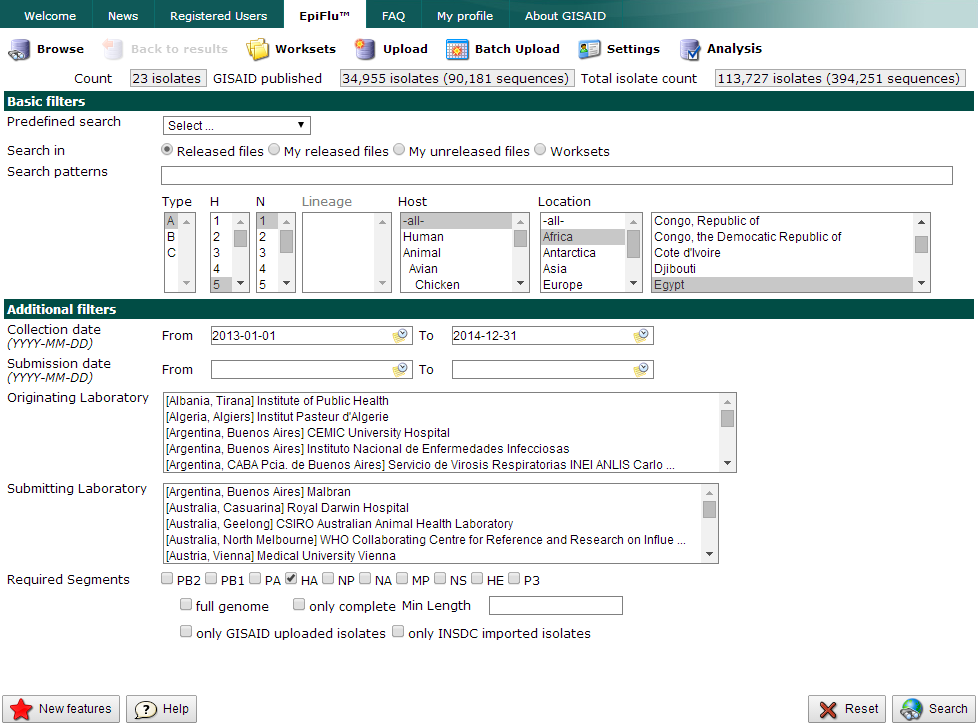 Welcome News Registered Users EpiFlu™ FAQ My profile About GISAID
Browse Back to results Worksets Upload Batch Upload Settings Analysis
Count 23 isolates GISAID published 34,955 isolates (90,181 sequences) Total isolate count 113,727 isolates (394,251 sequences)
Basic filters
Predefined search Select ...
Search in Released files My released files My unreleased files Worksets
Search patterns
Type H N Lineage Host Location
A 1 1 -all- -all- Congo, Republic of
B 2 2 Human Africa Congo, the Democatic Republic of
C 3 3 Animal Antarctica Cote d'Ivoire
4 4 Avian Asia Djibouti
5 5 Chicken Europe Egypt
Additional filters
Collection date From 2013-01-01 To 2014-12-31
(YYYY-MM-DD)
Submission date From To
(YYYY-MM-DD)
Originating Laboratory [Albania, Tirana] Institute of Public Health
[Algeria, Algiers] Institut Pasteur d'Algerie
[Argentina, Buenos Aires] CEMIC University Hospital
[Argentina, Buenos Aires] Instituto Nacional de Enfermedades Infecciosas
[Argentina, CABA Pcia. de Buenos Aires] Servicio de Virosis Respiratorias INEI ANLIS Carlo ...
Submitting Laboratory [Argentina, Buenos Aires] Malbran
[Australia, Casuarina] Royal Darwin Hospital
[Australia, Geelong] CSIRO Australian Animal Health Laboratory
[Australia, North Melbourne] WHO Collaborating Centre for Reference and Research on Influe ...
[Austria, Vienna] Medical University Vienna
Required Segments PB2 PB1 PA HA NP NA MP NS HE P3
full genome only complete Min Length
only GISAID uploaded isolates only INSDC imported isolates
New features Help Reset Search